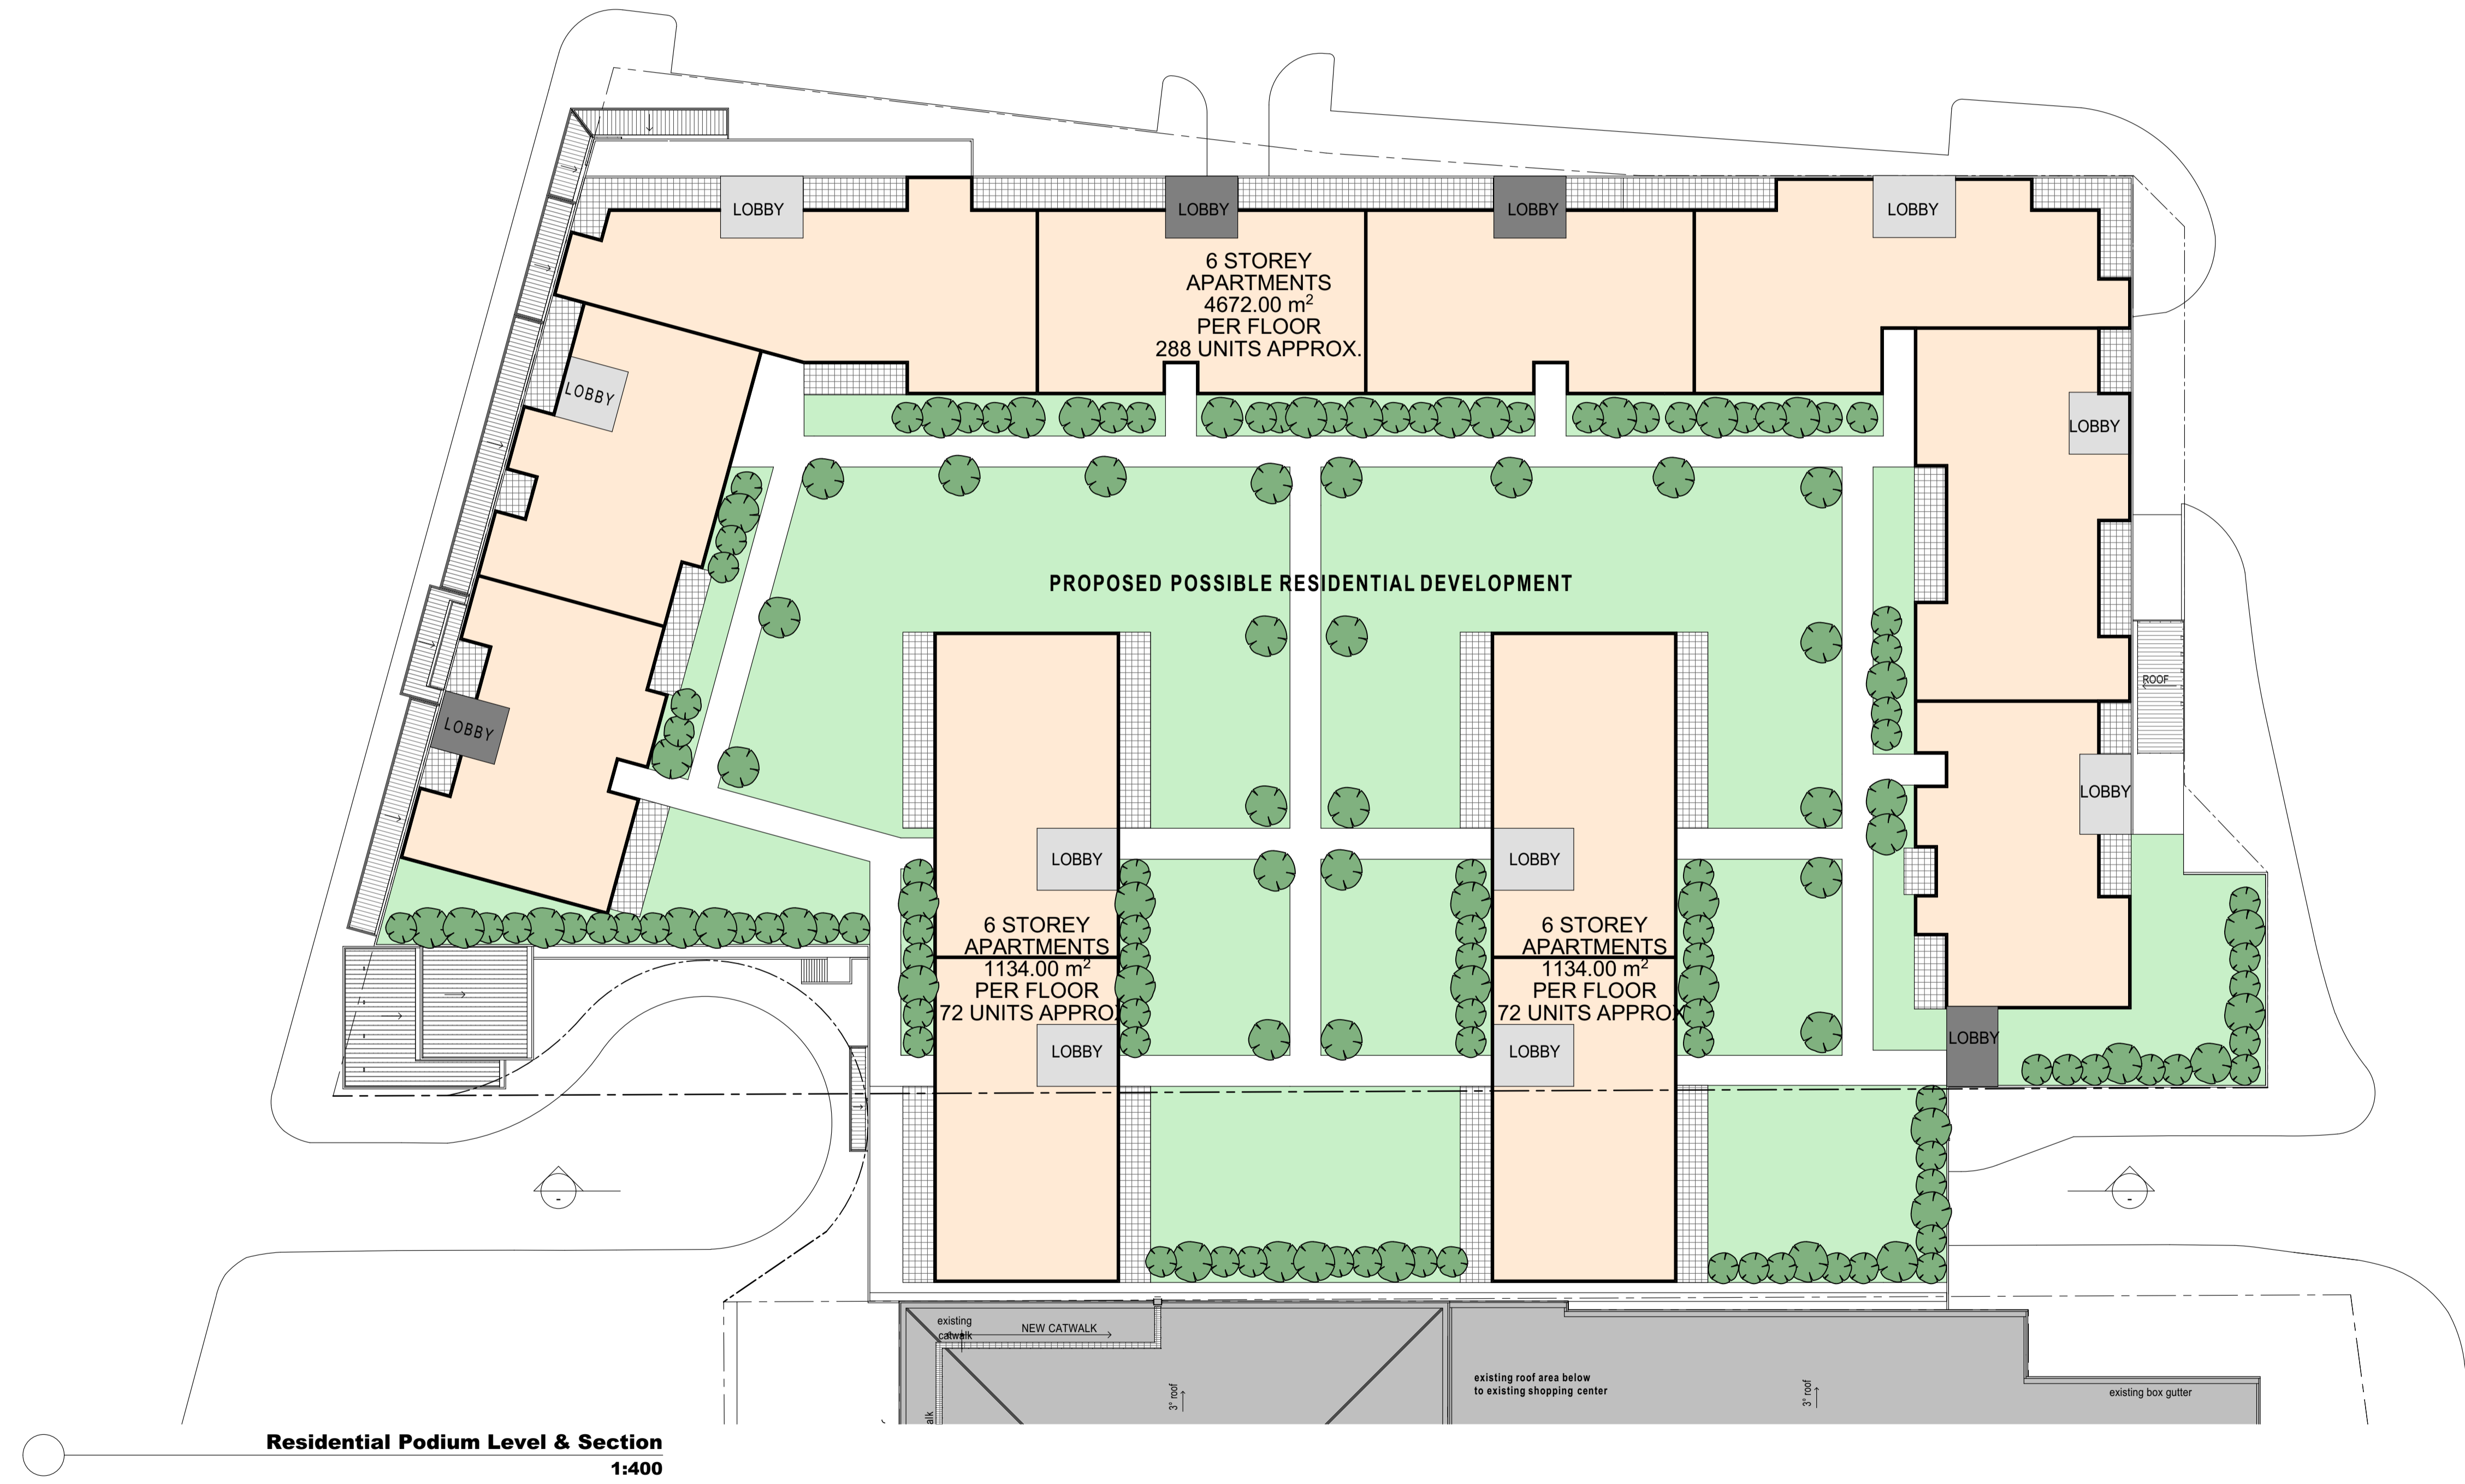 LOBBY
LOBBY
LOBBY
LOBBY
6 STOREY
APARTMENTS
4672.00 m²
PER FLOOR
288 UNITS APPROX.
LOBBY
LOBBY
PROPOSED POSSIBLE RESIDENTIAL DEVELOPMENT
ROOF
LOBBY
LOBBY
LOBBY
LOBBY
6 STOREY
APARTMENTS
1134.00 m²
PER FLOOR
72 UNITS APPROX
6 STOREY
APARTMENTS
1134.00 m²
PER FLOOR
72 UNITS APPROX
LOBBY
LOBBY
LOBBY
-
-
existing
catwalk
NEW CATWALK
3° roof
alk
existing roof area below
to existing shopping center
3° roof
existing box gutter
Residential Podium Level & Section
1:400